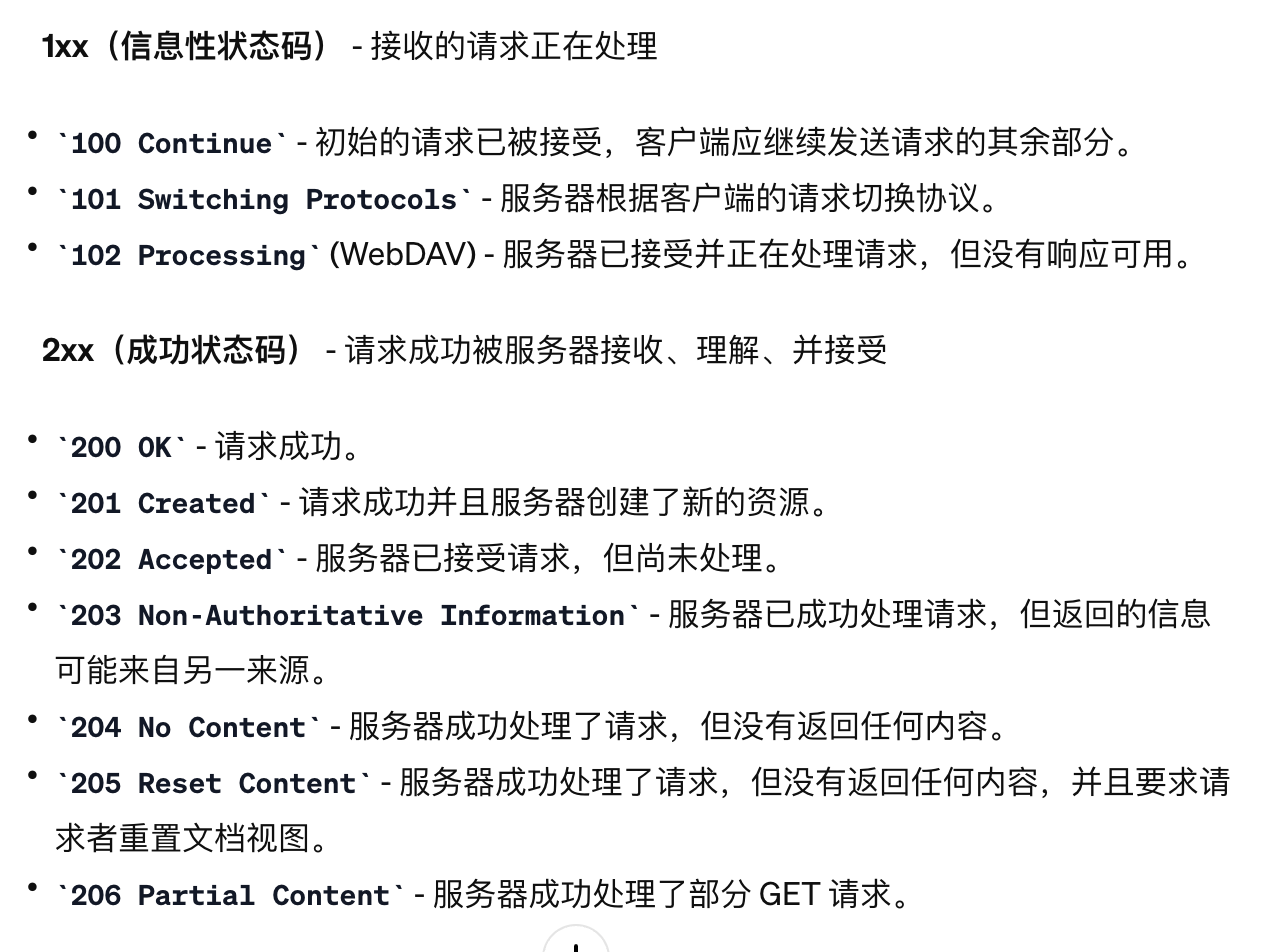 1xx（信息性状态码） - 接收的请求正在处理
• `100 Continue` - 初始的请求已被接受，客户端应继续发送请求的其余部分。
• `101 Switching Protocols` - 服务器根据客户端的请求切换协议。
• `102 Processing` (WebDAV) - 服务器已接受并正在处理请求，但没有响应可用。
2xx（成功状态码） - 请求成功被服务器接收、理解、并接受
• `200 OK` - 请求成功。
• `201 Created` - 请求成功并且服务器创建了新的资源。
• `202 Accepted` - 服务器已接受请求，但尚未处理。
• `203 Non-Authoritative Information` - 服务器已成功处理请求，但返回的信息
可能来自另一来源。
• `204 No Content` - 服务器成功处理了请求，但没有返回任何内容。
• `205 Reset Content` - 服务器成功处理了请求，但没有返回任何内容，并且要求请
求者重置文档视图。
• `206 Partial Content` - 服务器成功处理了部分 GET 请求。